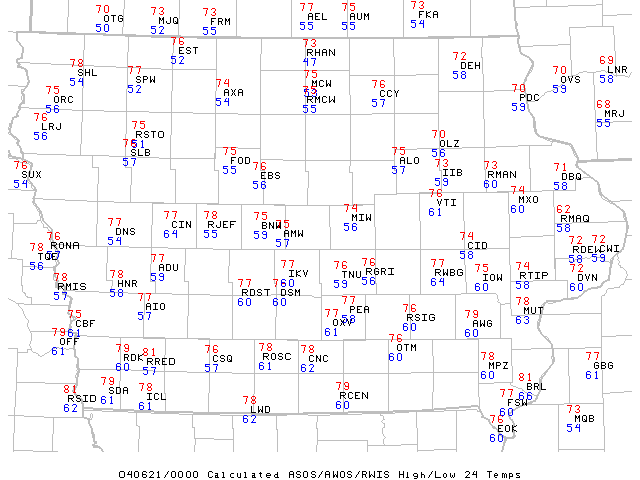 70 OTG 50
73 MJQ 52
73 FRM 55
77 AEL 55
75 AUM 55
73 FKA 54
76 EST 52
73 RHAN 47
72 DEH 58
70 OVS 59
69 LNR 58
78 SHL 54
77 SPW 52
74 AXA 54
75 MCW
RMCW 55
76 CCY 57
70 PDC 59
68 MRJ 55
75 ORC 56
76 LRJ 56
75 RSTO 51
SLB 57
75 FOD 55
76 EBS 56
75 ALO 57
70 OLZ 56
73 IIB 59
73 RMAN 60
71 DBQ 58
76 SUX 54
76 VTI 61
74 MXO 60
62 RMAQ 58
77 DNS 54
77 CIN 64
78 RJEF 55
75 BNW 59
75 AMW 57
74 MIW 56
74 CID 58
72 RDEW 58
72 CWI 59
76 RONA
78 TQE 56
77 ADU 59
77 IKV 60
76 TNU 59
76 RGRI 56
77 RWBG 64
75 IOW 60
74 RTIP 58
72 DVN 60
78 RMIS 57
78 HNR 58
77 RDST 60
DSM 60
77 AIO 57
77 PEA 58
77 OXV 61
76 RSIG 60
79 AWG 60
78 MUT 63
75 CBF 61
79 OFF 61
79 RDK 60
81 RRED 57
76 CSQ 57
78 ROSC 61
78 CNC 62
76 OTM 60
78 MPZ 60
77 GBG 61
81 RSID 62
79 SDA 61
78 ICL 61
78 LWD 62
79 RCEN 60
81 BRL 66
77 FSW 60
76 EOK 60
73 MQB 54
040621/0000 Calculated ASOS/AWOS/RWIS High/Low 24 Temps